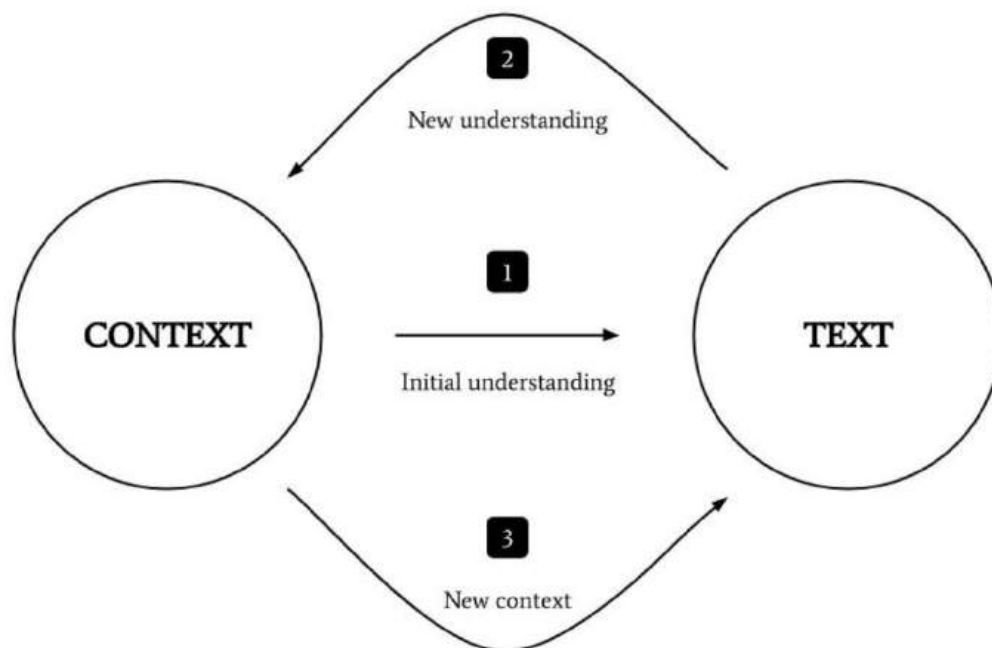 2
New understanding
1
CONTEXT
TEXT
Initial understanding
3
New context